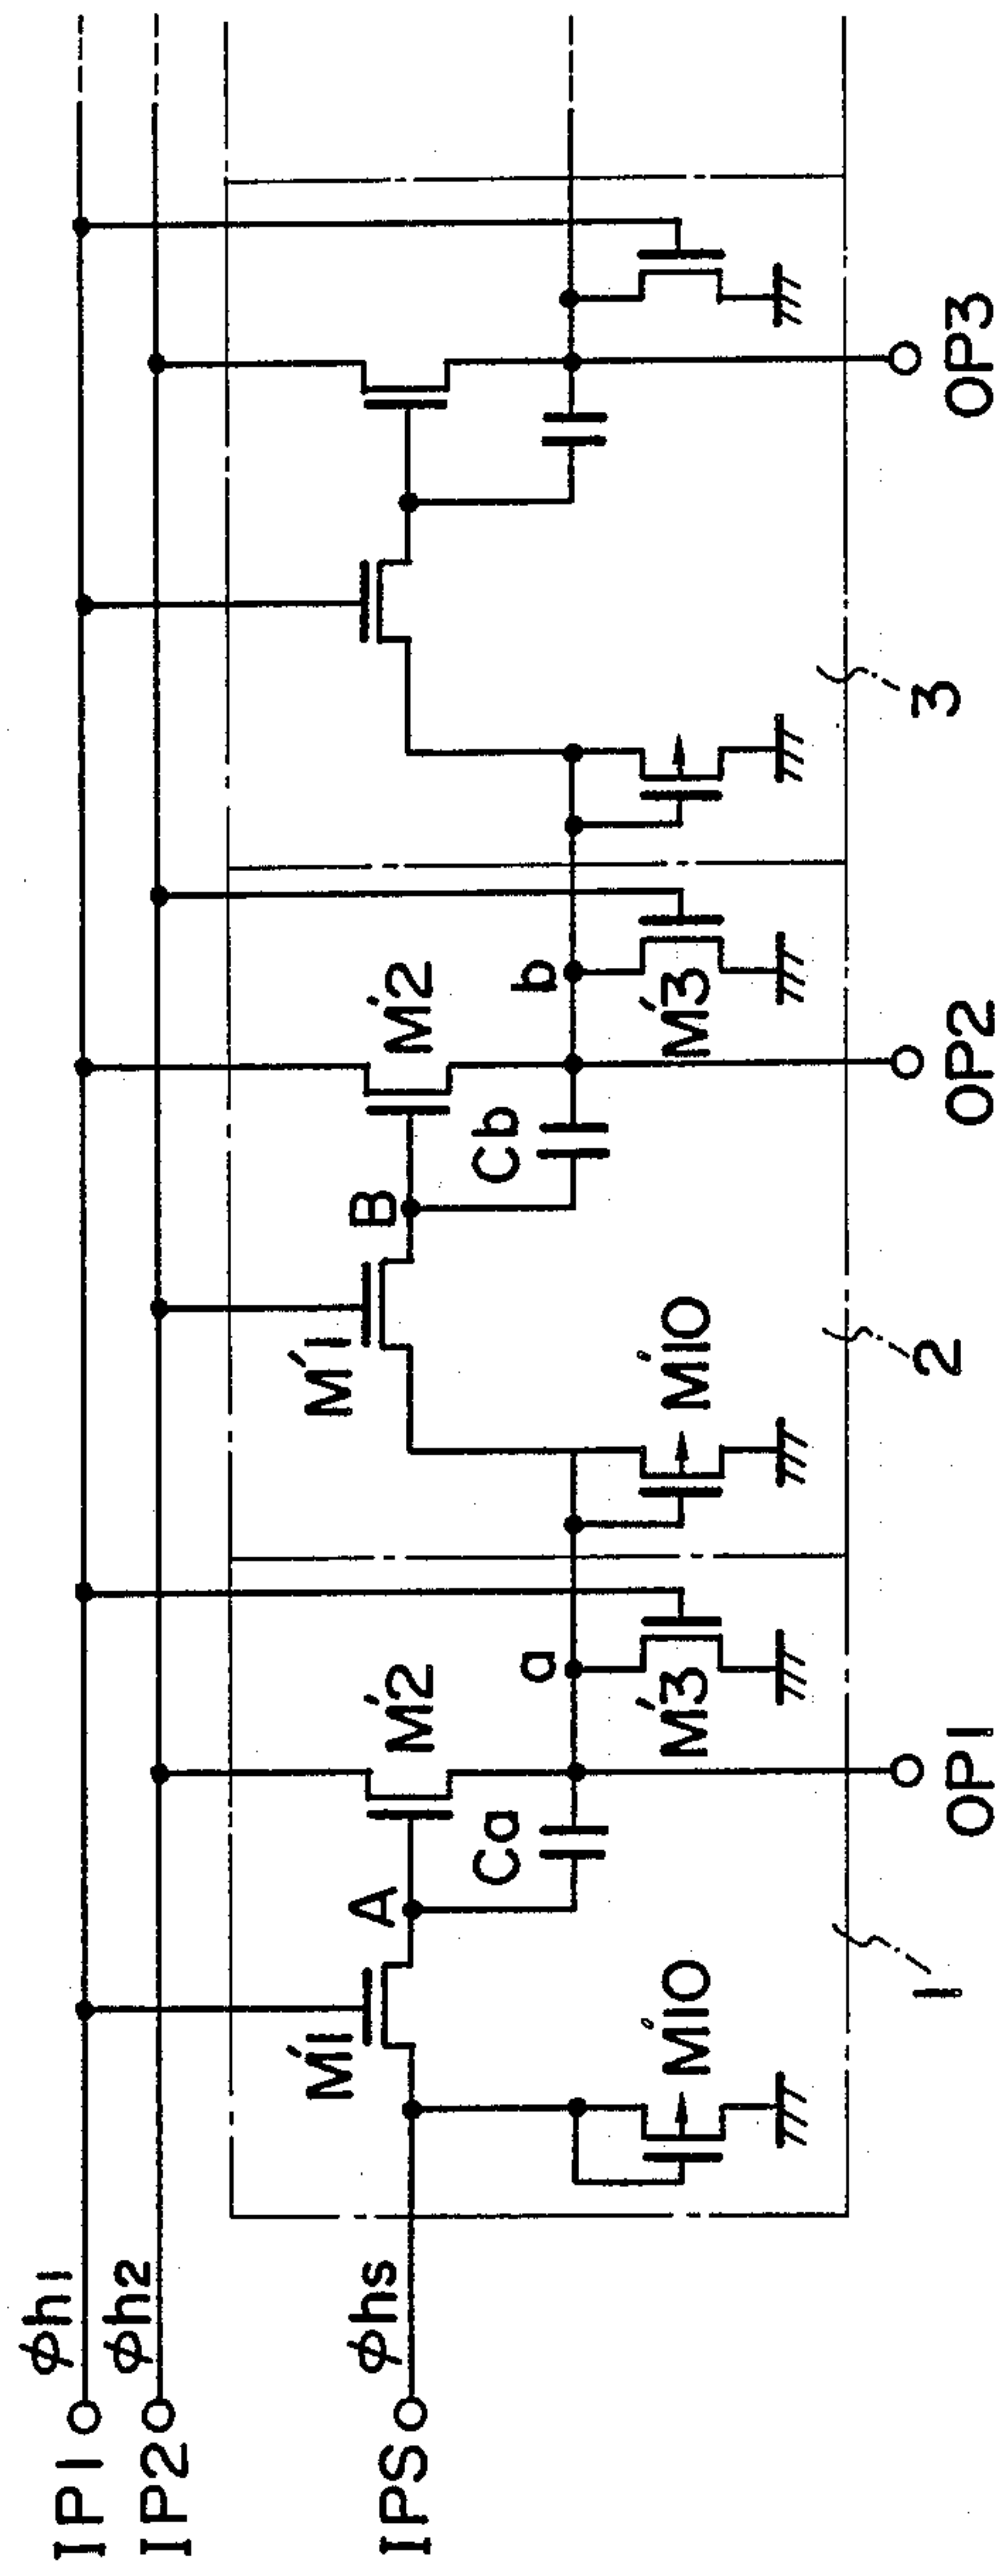 IP1 φh1
IP2 φh2
IPS φhs
M'1 A M'2 M'1 B M'2
Ca a Cb b
M'10 M'3 M'10 M'3
1 2 3
OP1 OP2 OP3